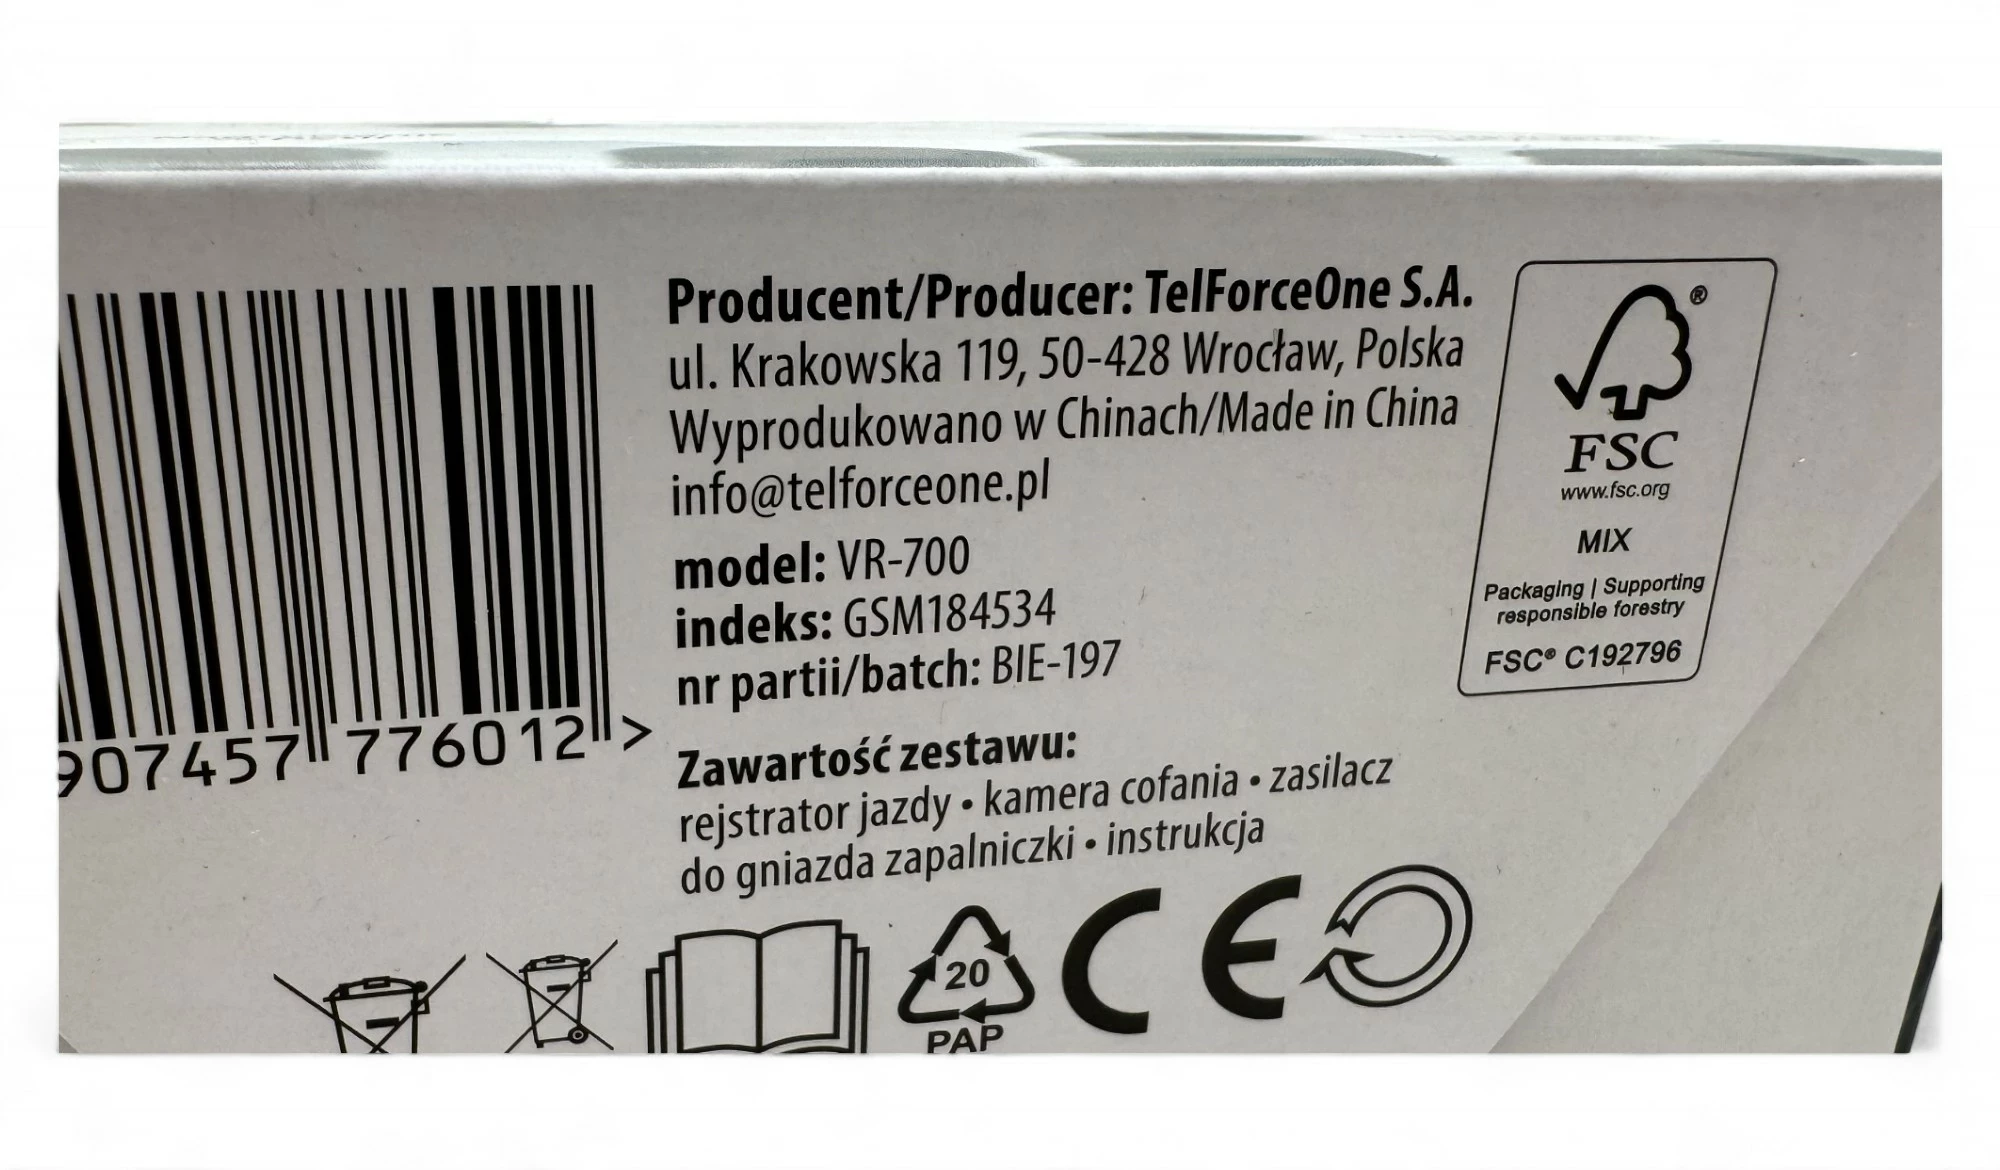 Producent/Producer: TelForceOne S.A.
ul. Krakowska 119, 50-428 Wrocław, Polska
Wyprodukowano w Chinach/Made in China
info@telforceone.pl
model: VR-700
indeks: GSM184534
nr partii/batch: BIE-197
907457 776012 >
Zawartość zestawu:
rejstrator jazdy • kamera cofania • zasilacz
do gniazda zapalniczki • instrukcja
®
FSC
www.fsc.org
MIX
Packaging | Supporting
responsible forestry
FSC® C192796
20
PAP
CE